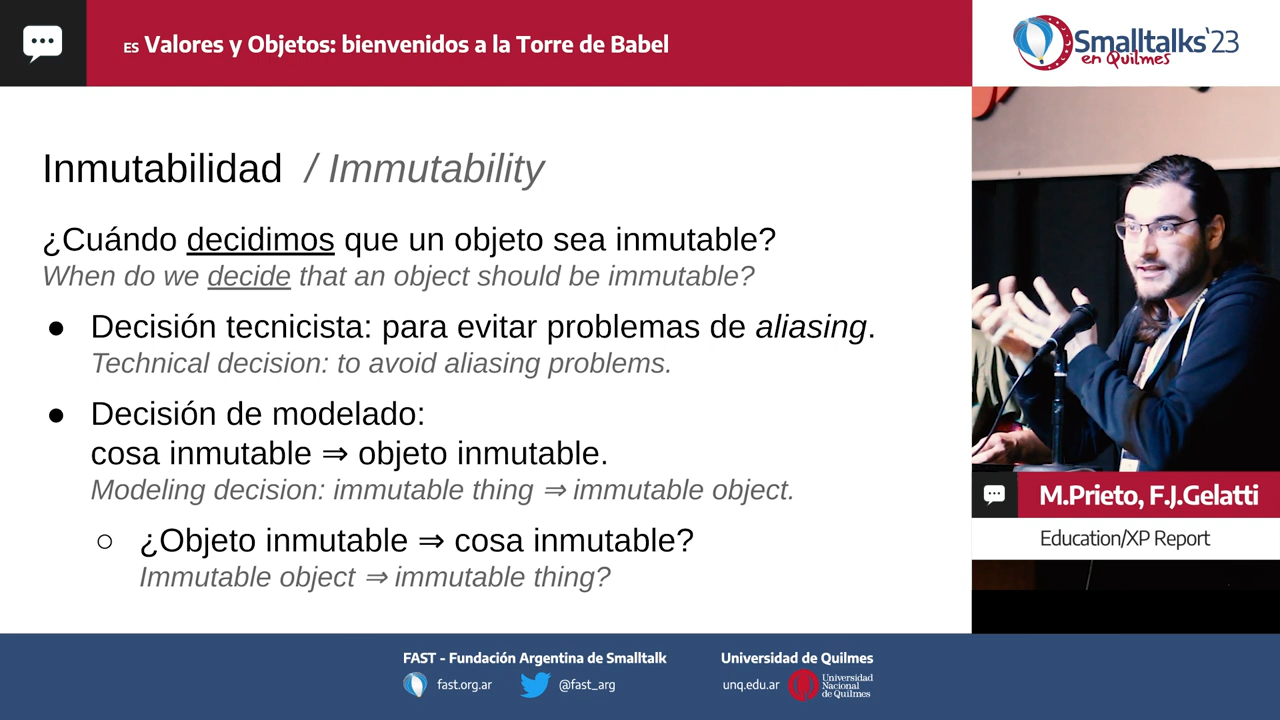 ES Valores y Objetos: bienvenidos a la Torre de Babel
Smalltalks'23
en Quilmes
Inmutabilidad / Immutability
¿Cuándo decidimos que un objeto sea inmutable?
When do we decide that an object should be immutable?
● Decisión tecnicista: para evitar problemas de aliasing.
Technical decision: to avoid aliasing problems.
● Decisión de modelado:
cosa inmutable ⇒ objeto inmutable.
Modeling decision: immutable thing ⇒ immutable object.
○ ¿Objeto inmutable ⇒ cosa inmutable?
Immutable object ⇒ immutable thing?
M.Prieto, F.J.Gelatti
Education/XP Report
FAST - Fundación Argentina de Smalltalk
fast.org.ar @fast_arg
Universidad de Quilmes
unq.edu.ar
Universidad
Nacional
de Quilmes